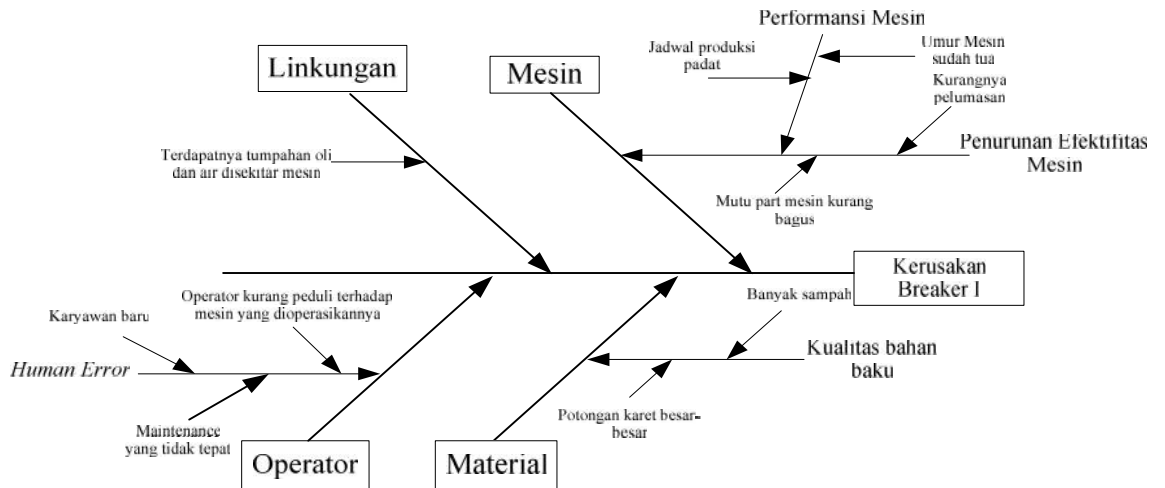 Performansi Mesin
Linkungan
Mesin
Jadwal produksi
padat
Umur Mesin
sudah tua
Kurangnya
pelumasan
Terdapatnya tumpahan oli
dan air disekitar mesin
Penurunan Efektifitas
Mesin
Mutu part mesin kurang
bagus
Kerusakan
Breaker I
Operator kurang peduli terhadap
mesin yang dioperasikannya
Banyak sampah
Karyawan baru
Human Error
Kualitas bahan
baku
Maintenance
yang tidak tepat
Potongan karet besar-
besar
Operator
Material